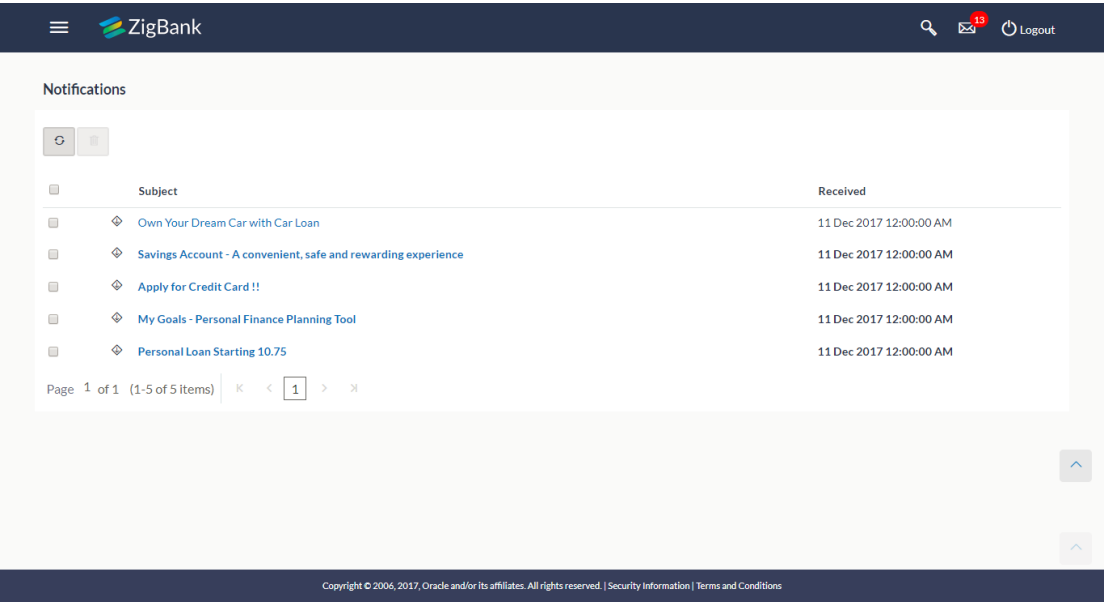 ZigBank
13
Logout
Notifications
Subject Received
Own Your Dream Car with Car Loan 11 Dec 2017 12:00:00 AM
Savings Account - A convenient, safe and rewarding experience 11 Dec 2017 12:00:00 AM
Apply for Credit Card !! 11 Dec 2017 12:00:00 AM
My Goals - Personal Finance Planning Tool 11 Dec 2017 12:00:00 AM
Personal Loan Starting 10.75 11 Dec 2017 12:00:00 AM
Page 1 of 1 (1-5 of 5 items) 1
Copyright © 2006, 2017, Oracle and/or its affiliates. All rights reserved. | Security Information | Terms and Conditions